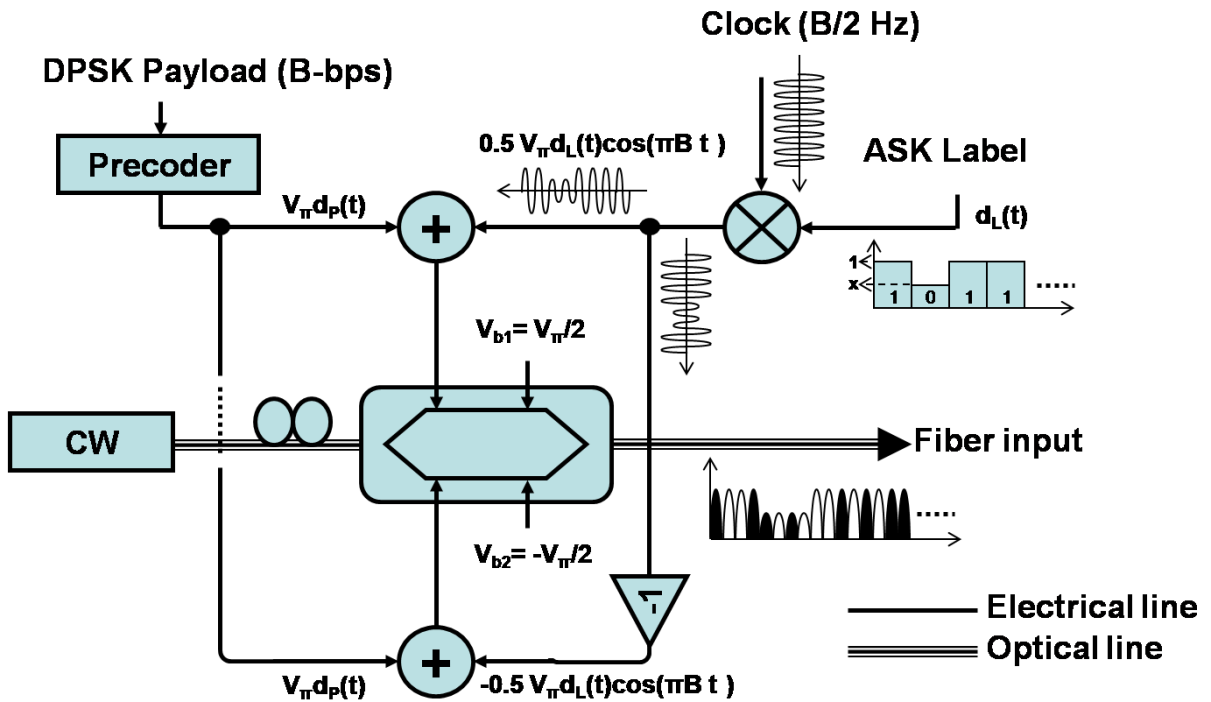 Clock (B/2 Hz)
DPSK Payload (B-bps)
0.5 VπdL(t)cos(πB t )
ASK Label
Precoder
VπdP(t)
+
dL(t)
1
x
1 0 1 1 .....
Vb1= Vπ/2
CW
Fiber input
.....
Vb2= -Vπ/2
-1
Electrical line
+
Optical line
VπdP(t)
-0.5 VπdL(t)cos(πB t )